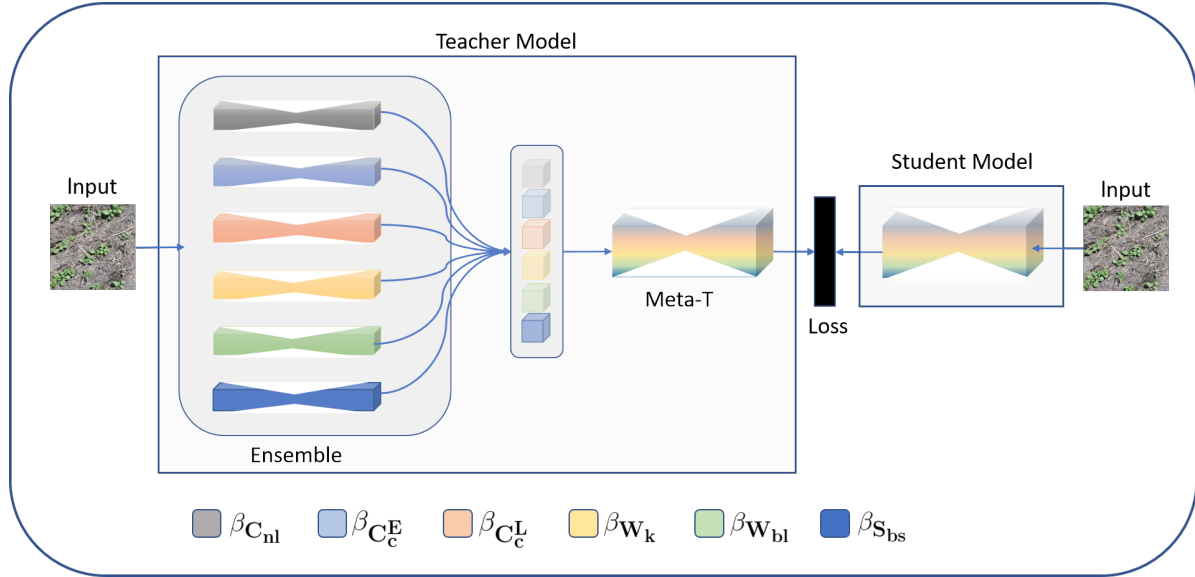 Teacher Model
Student Model
Input
Input
Meta-T
Loss
Ensemble
β_{C_{nl}} β_{C_c^E} β_{C_c^L} β_{W_k} β_{W_{bl}} β_{S_{bs}}